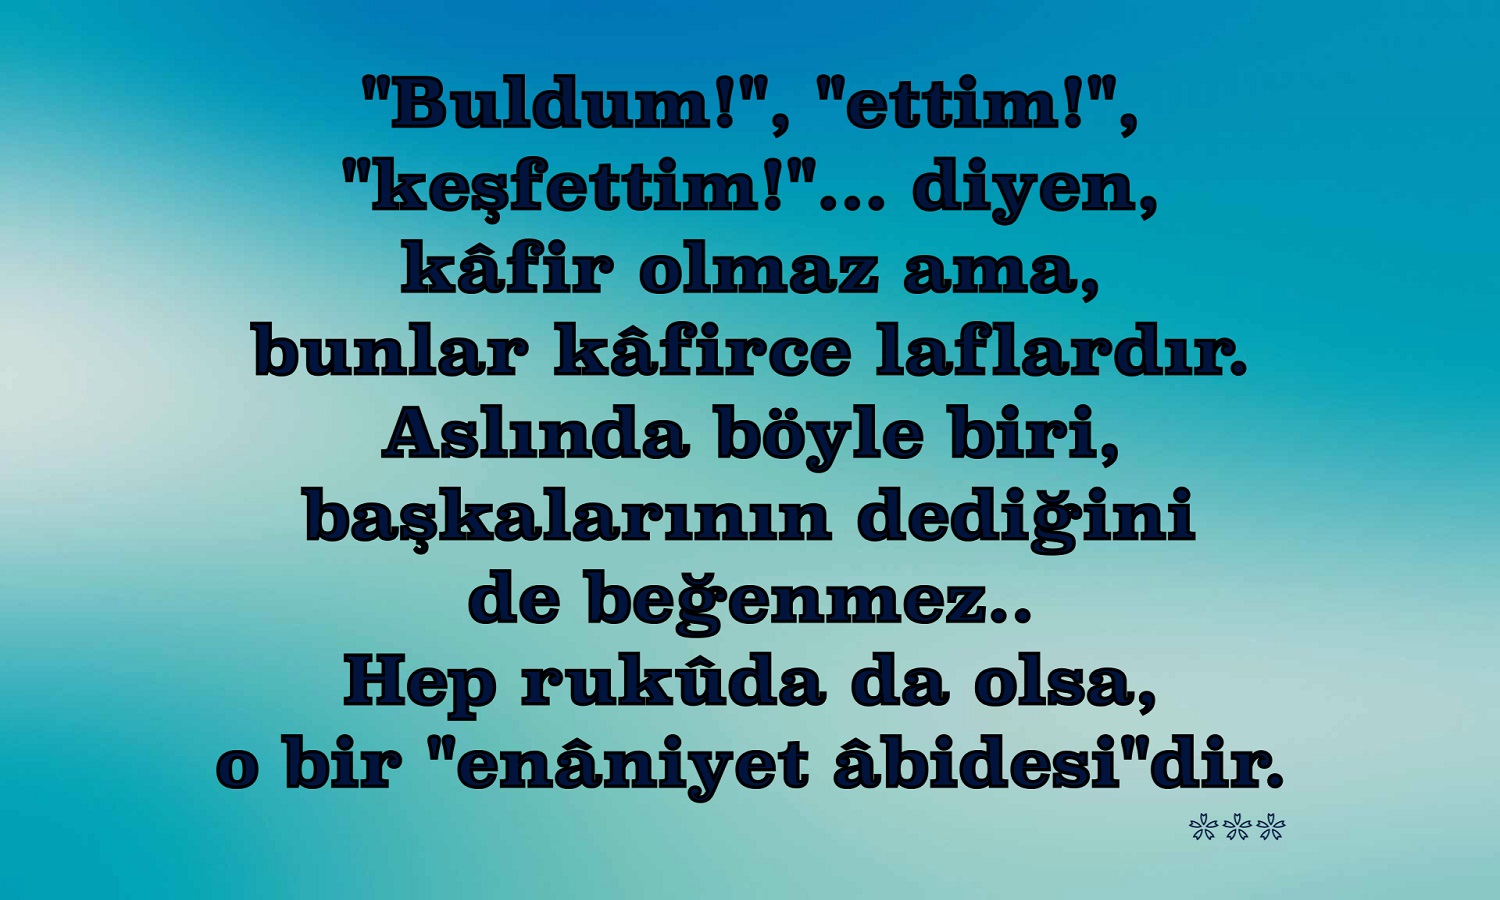 "Buldum!", "ettim!",
"keşfettim!"... diyen,
kâfir olmaz ama,
bunlar kâfirce laflardır.
Aslında böyle biri,
başkalarının dediğini
de beğenmez..
Hep rukûda da olsa,
o bir "enâniyet âbidesi"dir.